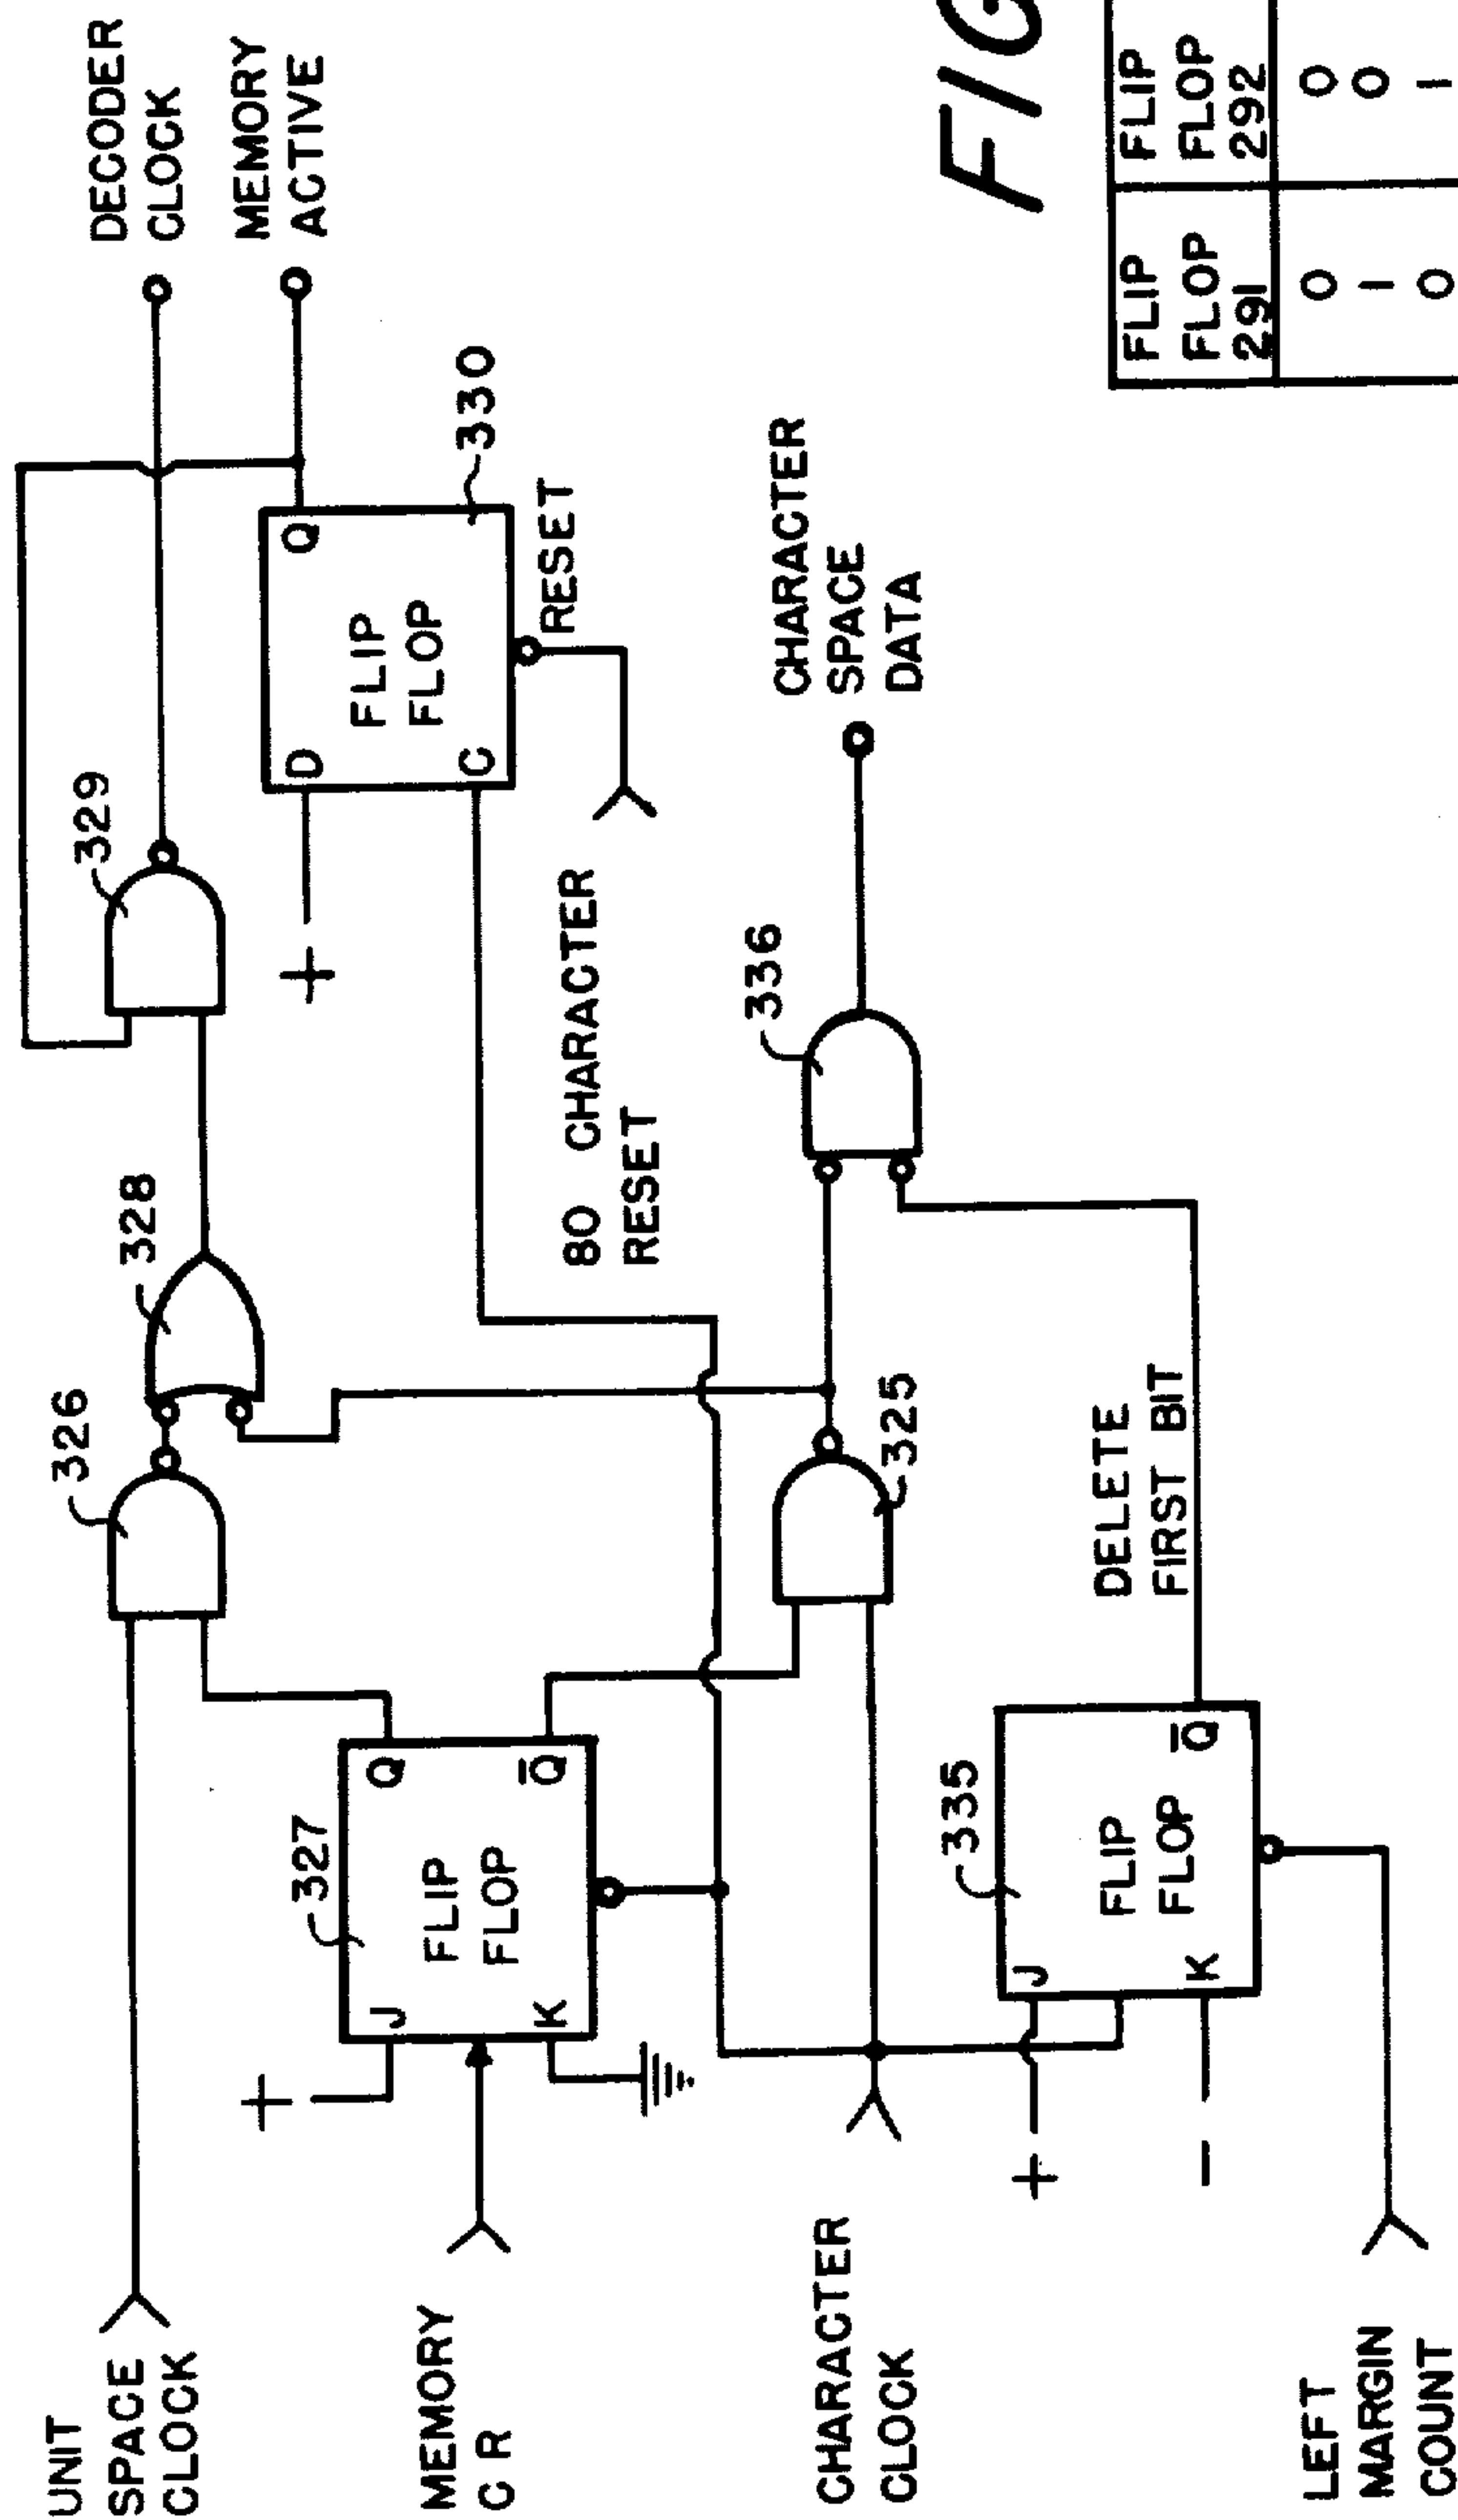 UNIT
SPACE
CLOCK
326
328
329
DECODER
CLOCK
MEMORY
ACTIVE
MEMORY
CR
+
327
J
K
FLIP
FLOP
Q
Q̅
+
D
C
FLIP
FLOP
Q
330
RESET
80 CHARACTER
RESET
CHARACTER
CLOCK
325
336
CHARACTER
SPACE
DATA
+
-
335
J
K
FLIP
FLOP
Q̅
DELETE
FIRST BIT
LEFT
MARGIN
COUNT
FIG
FLIP
FLOP
291
FLIP
FLOP
292
0 0
1 0
0 1